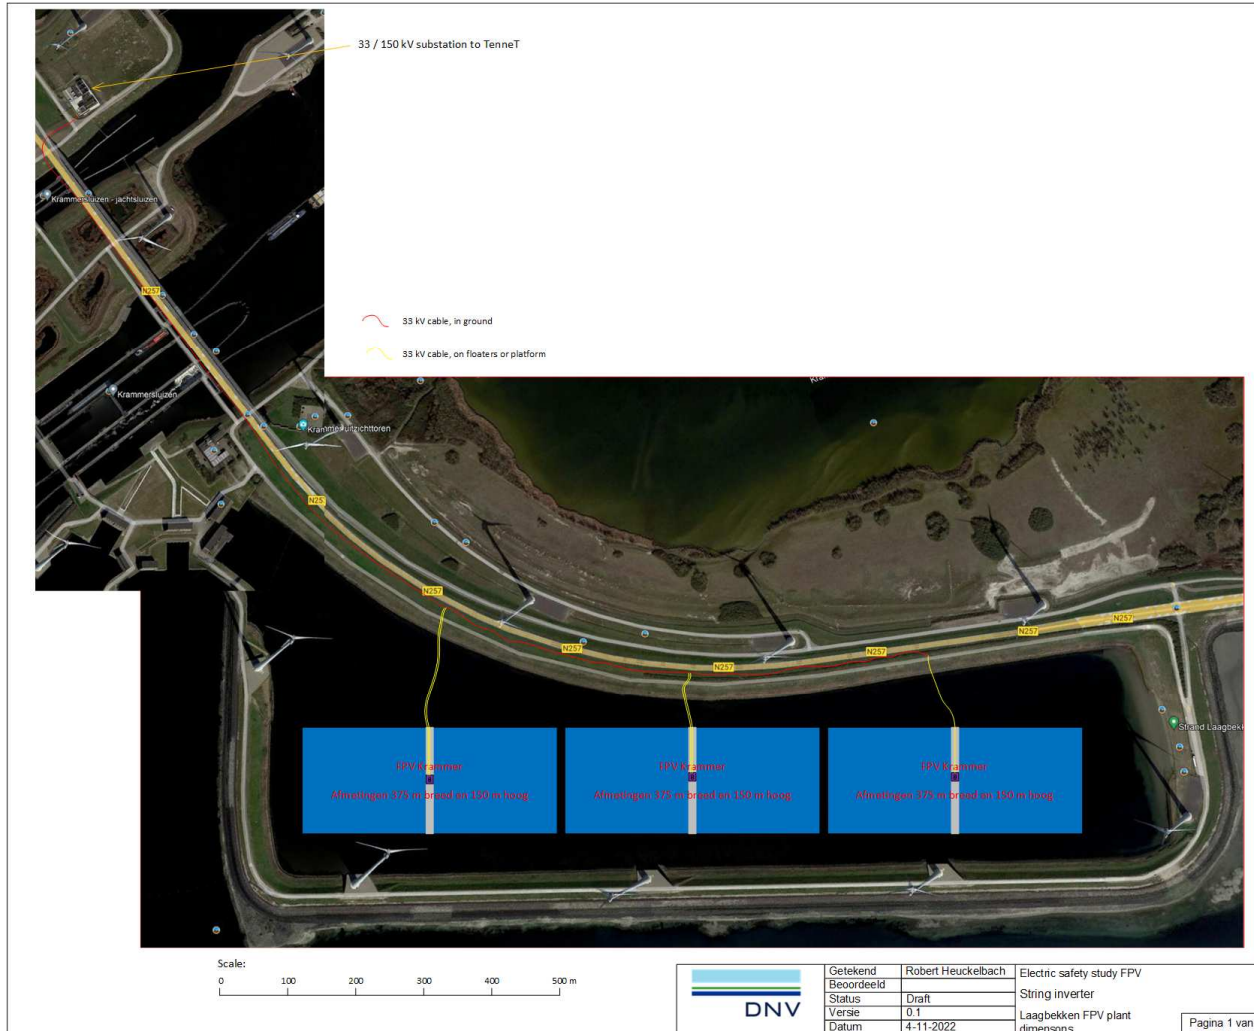 33 / 150 kV substation to TenneT
Krammersluizen - jachtsluizen
N257
33 kV cable, in ground
33 kV cable, on floaters or platform
Krammersluizen
Krammer uitzichttoren
N257
N257
N257
N257
N257
Strand Laagbekk
FPV Krammer
FPV Krammer
FPV Krammer
Afmetingen 375 m breed en 150 m hoog
Afmetingen 375 m breed en 150 m hoog
Afmetingen 375 m breed en 150 m hoog
Scale:
0 100 200 300 400 500 m
DNV
Getekend Robert Heuckelbach
Beoordeeld
Status Draft
Versie 0.1
Datum 4-11-2022
Electric safety study FPV
String inverter
Laagbekken FPV plant
dimensons
Pagina 1 van